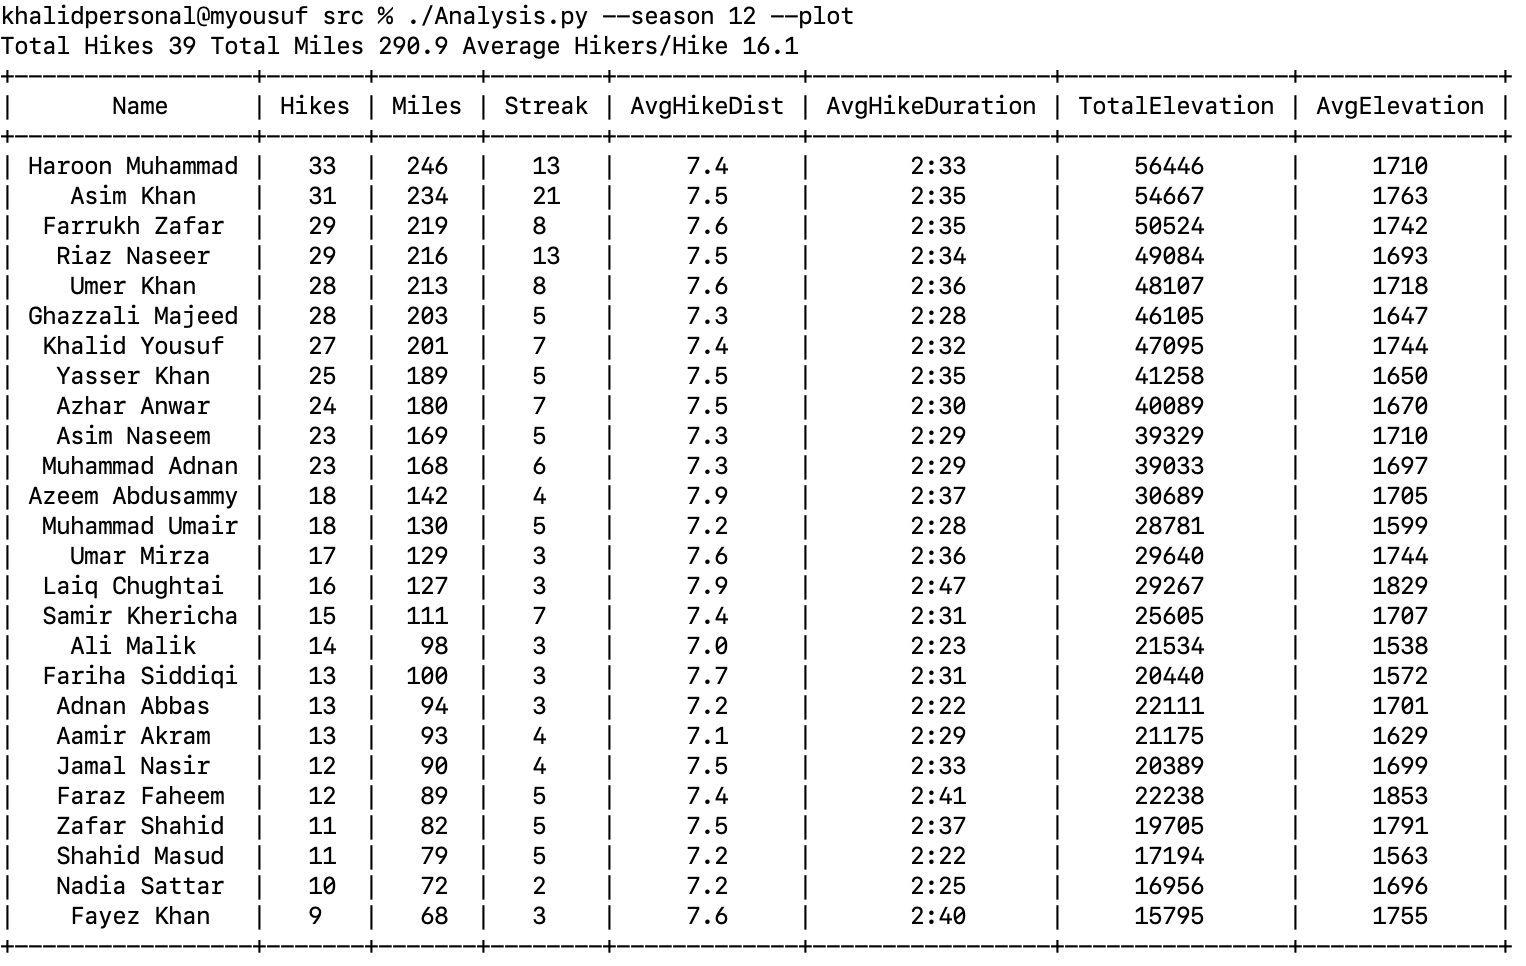 khalidpersonal@myousuf src % ./Analysis.py --season 12 --plot
Total Hikes 39 Total Miles 290.9 Average Hikers/Hike 16.1
+-----------------+-------+-------+--------+-------------+-----------------+----------------+--------------+
| Name | Hikes | Miles | Streak | AvgHikeDist | AvgHikeDuration | TotalElevation | AvgElevation |
+-----------------+-------+-------+--------+-------------+-----------------+----------------+--------------+
| Haroon Muhammad | 33 | 246 | 13 | 7.4 | 2:33 | 56446 | 1710 |
| Asim Khan | 31 | 234 | 21 | 7.5 | 2:35 | 54667 | 1763 |
| Farrukh Zafar | 29 | 219 | 8 | 7.6 | 2:35 | 50524 | 1742 |
| Riaz Naseer | 29 | 216 | 13 | 7.5 | 2:34 | 49084 | 1693 |
| Umer Khan | 28 | 213 | 8 | 7.6 | 2:36 | 48107 | 1718 |
| Ghazzali Majeed | 28 | 203 | 5 | 7.3 | 2:28 | 46105 | 1647 |
| Khalid Yousuf | 27 | 201 | 7 | 7.4 | 2:32 | 47095 | 1744 |
| Yasser Khan | 25 | 189 | 5 | 7.5 | 2:35 | 41258 | 1650 |
| Azhar Anwar | 24 | 180 | 7 | 7.5 | 2:30 | 40089 | 1670 |
| Asim Naseem | 23 | 169 | 5 | 7.3 | 2:29 | 39329 | 1710 |
| Muhammad Adnan | 23 | 168 | 6 | 7.3 | 2:29 | 39033 | 1697 |
| Azeem Abdusammy | 18 | 142 | 4 | 7.9 | 2:37 | 30689 | 1705 |
| Muhammad Umair | 18 | 130 | 5 | 7.2 | 2:28 | 28781 | 1599 |
| Umar Mirza | 17 | 129 | 3 | 7.6 | 2:36 | 29640 | 1744 |
| Laiq Chughtai | 16 | 127 | 3 | 7.9 | 2:47 | 29267 | 1829 |
| Samir Khericha | 15 | 111 | 7 | 7.4 | 2:31 | 25605 | 1707 |
| Ali Malik | 14 | 98 | 3 | 7.0 | 2:23 | 21534 | 1538 |
| Fariha Siddiqi | 13 | 100 | 3 | 7.7 | 2:31 | 20440 | 1572 |
| Adnan Abbas | 13 | 94 | 3 | 7.2 | 2:22 | 22111 | 1701 |
| Aamir Akram | 13 | 93 | 4 | 7.1 | 2:29 | 21175 | 1629 |
| Jamal Nasir | 12 | 90 | 4 | 7.5 | 2:33 | 20389 | 1699 |
| Faraz Faheem | 12 | 89 | 5 | 7.4 | 2:41 | 22238 | 1853 |
| Zafar Shahid | 11 | 82 | 5 | 7.5 | 2:37 | 19705 | 1791 |
| Shahid Masud | 11 | 79 | 5 | 7.2 | 2:22 | 17194 | 1563 |
| Nadia Sattar | 10 | 72 | 2 | 7.2 | 2:25 | 16956 | 1696 |
| Fayez Khan | 9 | 68 | 3 | 7.6 | 2:40 | 15795 | 1755 |
+-----------------+-------+-------+--------+-------------+-----------------+----------------+--------------+